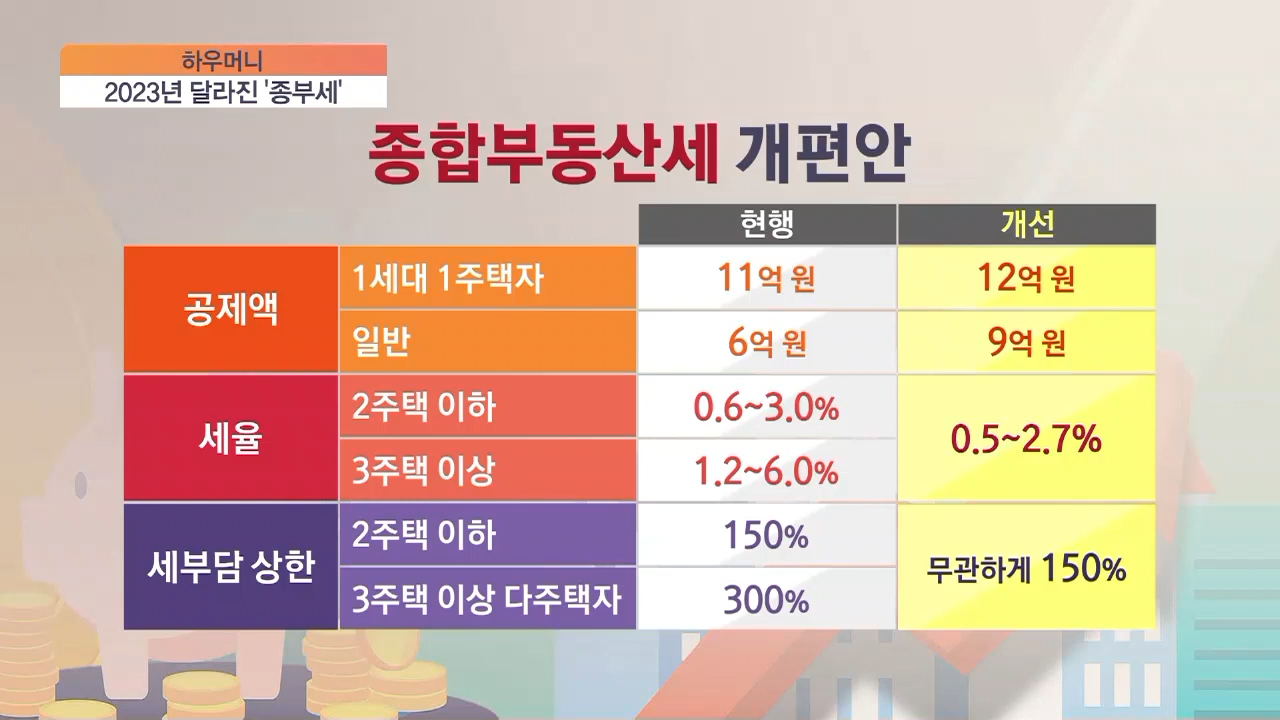 하우머니
2023년 달라진 '종부세'
종합부동산세 개편안
현행 개선
공제액
1세대 1주택자 11억 원 12억 원
일반 6억 원 9억 원
세율
2주택 이하 0.6~3.0%
3주택 이상 1.2~6.0%
0.5~2.7%
세부담 상한
2주택 이하 150%
3주택 이상 다주택자 300%
무관하게 150%